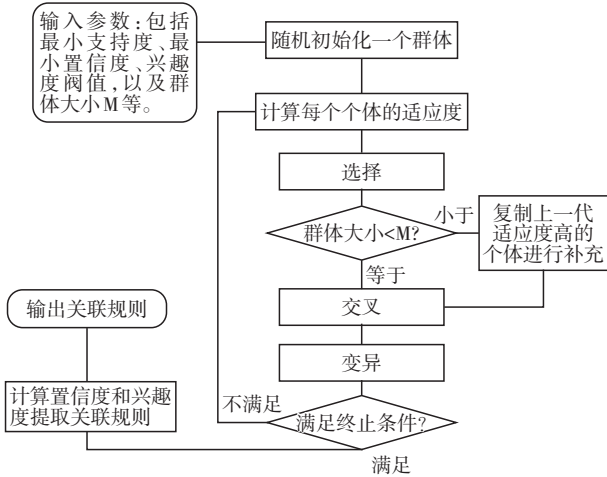 输入参数：包括
最小支持度、最
小置信度、兴趣
度阀值，以及群
体大小M等。
随机初始化一个群体
计算每个个体的适应度
选择
群体大小<M?
小于
复制上一代
适应度高的
个体进行补充
等于
交叉
变异
满足终止条件?
不满足
满足
计算置信度和兴趣
度提取关联规则
输出关联规则